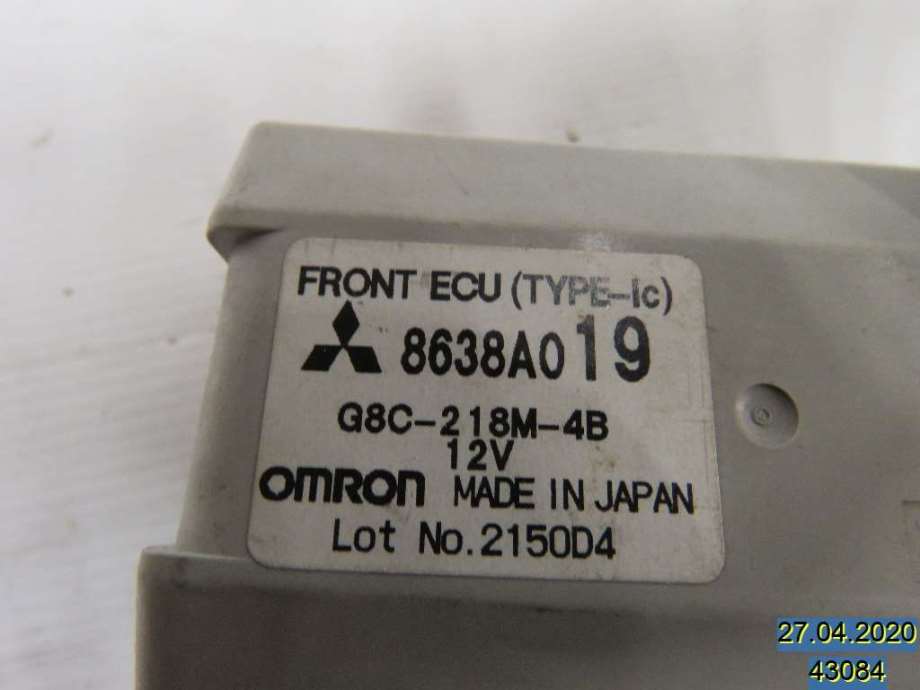 FRONT ECU (TYPE-Ic)
8638A019
G8C-218M-4B
12V
OMRON MADE IN JAPAN
Lot No.2150D4
27.04.2020
43084